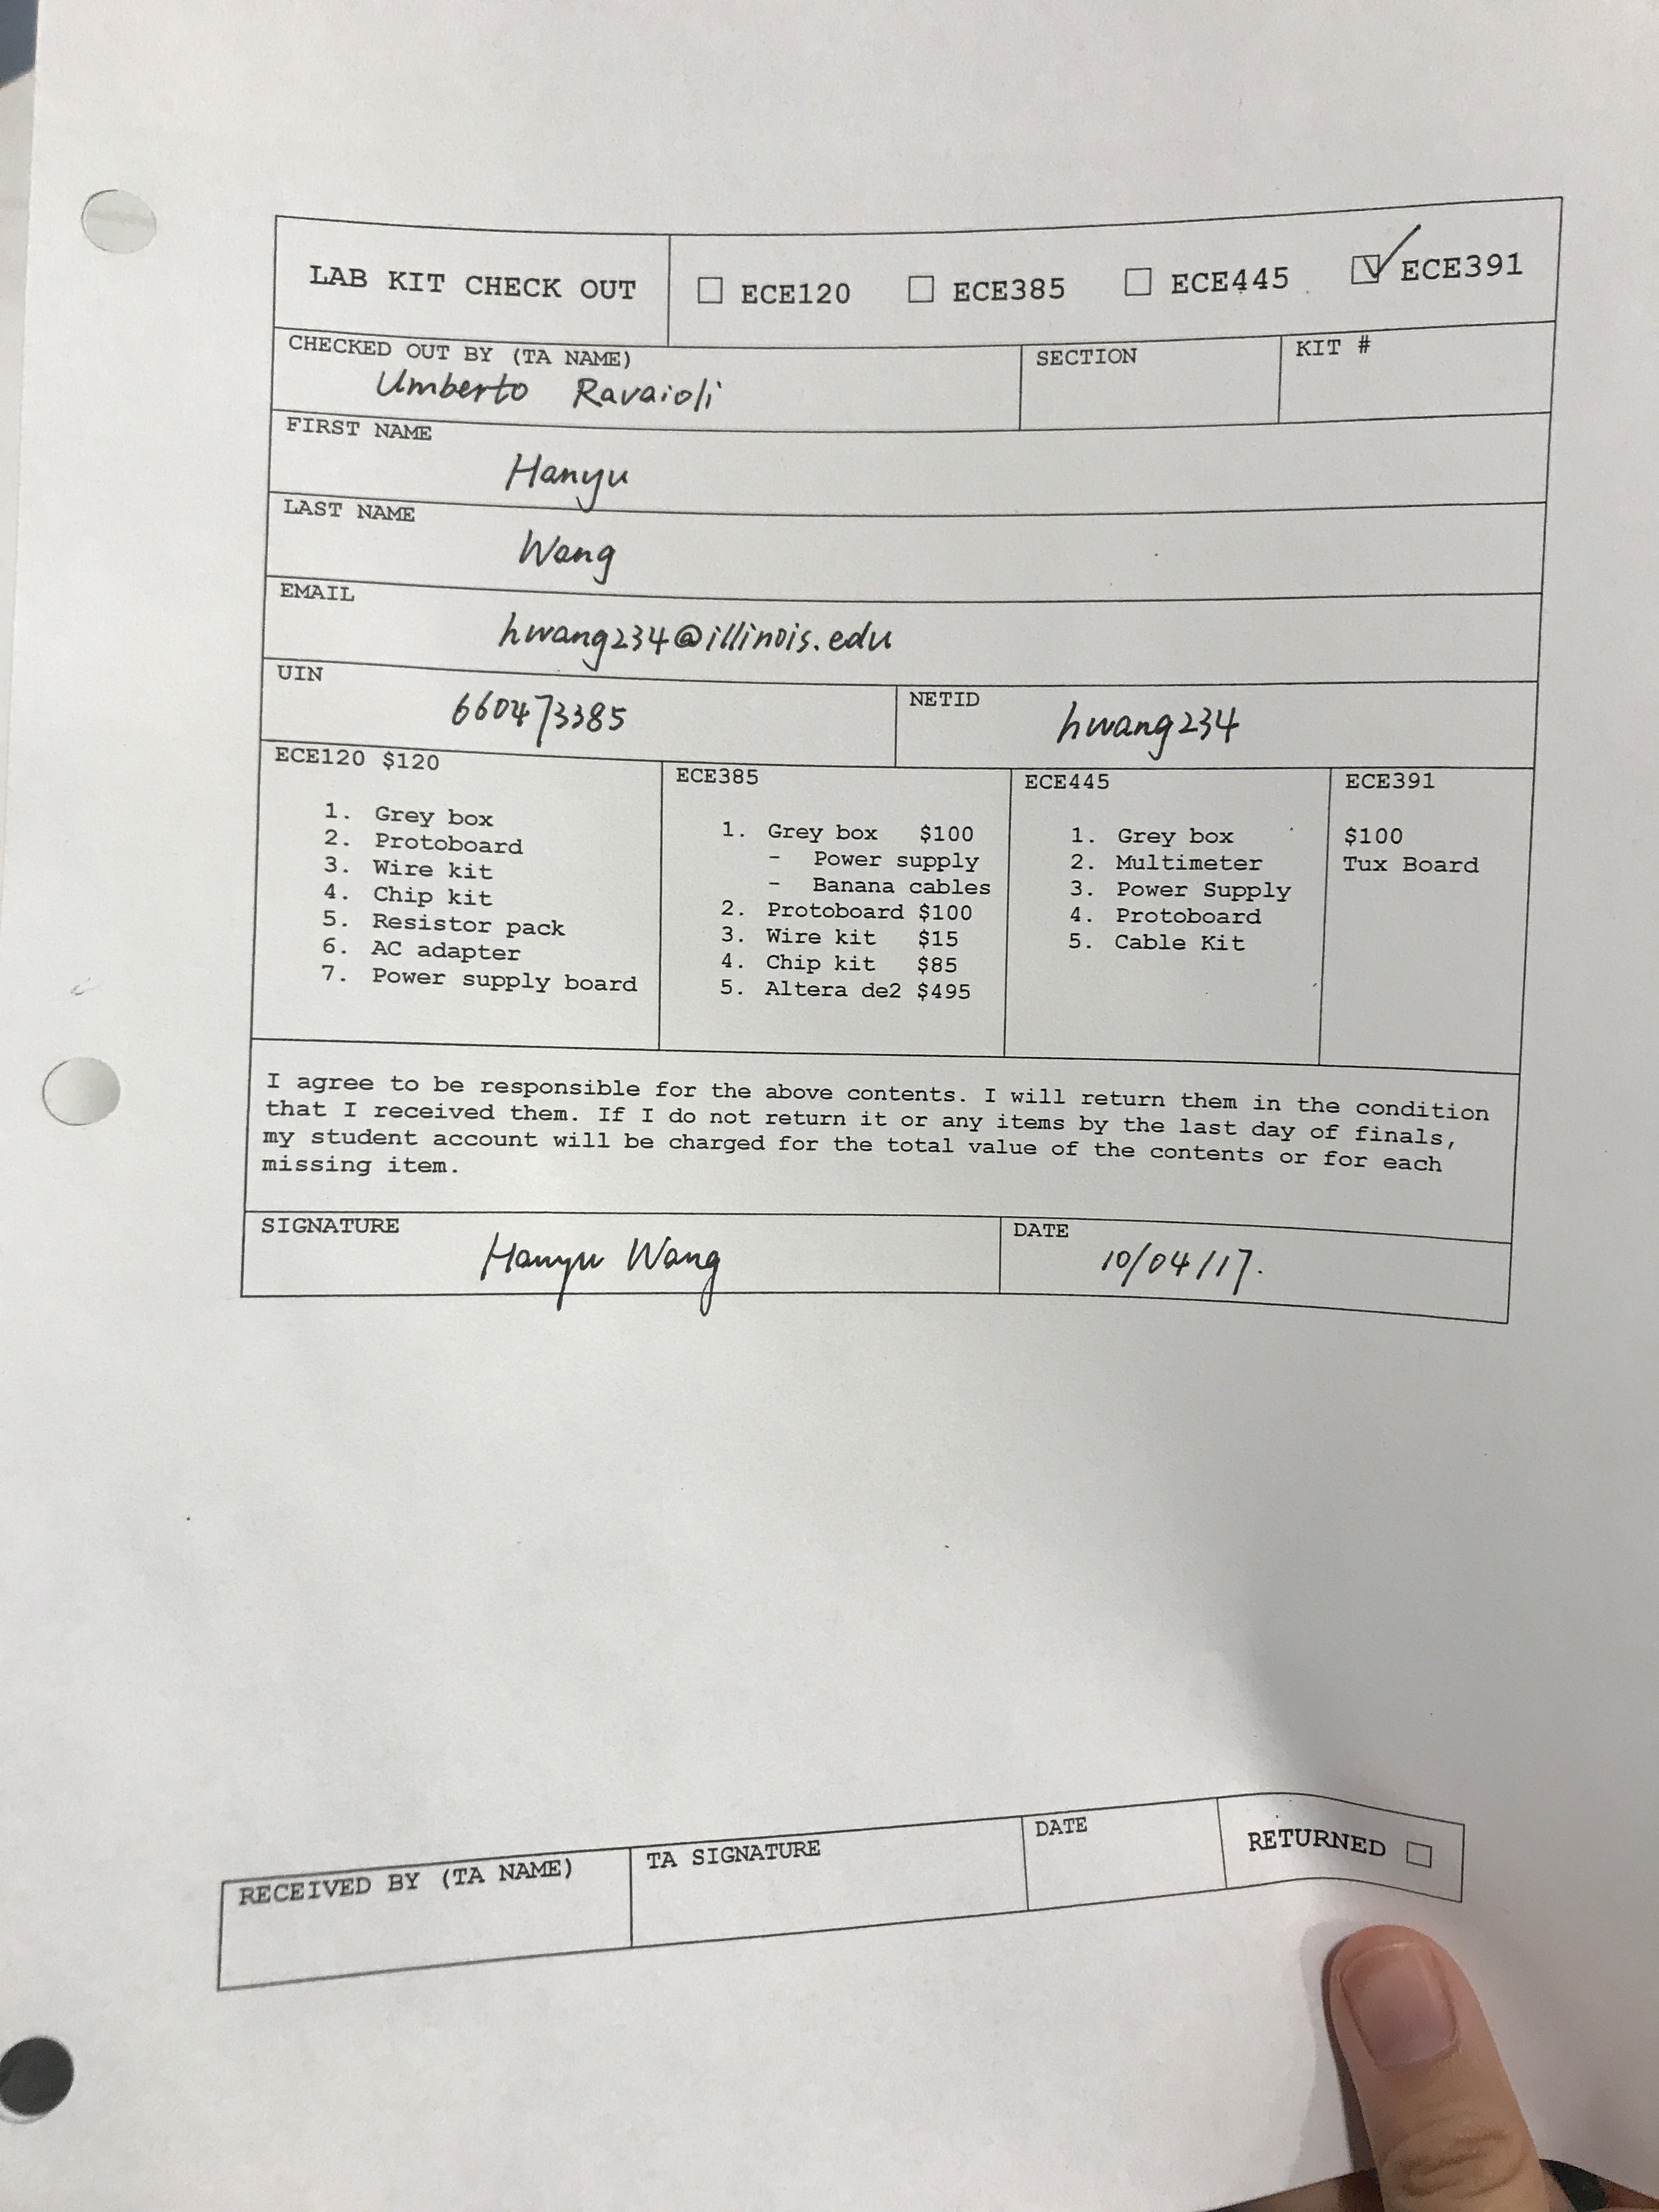 LAB KIT CHECK OUT ☐ ECE120 ☐ ECE385 ☐ ECE445 ☑ ECE391
CHECKED OUT BY (TA NAME) SECTION KIT #
Umberto Ravaioli
FIRST NAME
Hanyu
LAST NAME
Wang
EMAIL
hwang234@illinois.edu
UIN NETID
660473385 hwang234
ECE120 $120
1. Grey box
2. Protoboard
3. Wire kit
4. Chip kit
5. Resistor pack
6. AC adapter
7. Power supply board
ECE385
1. Grey box $100
- Power supply
- Banana cables
2. Protoboard $100
3. Wire kit $15
4. Chip kit $85
5. Altera de2 $495
ECE445
1. Grey box
2. Multimeter
3. Power Supply
4. Protoboard
5. Cable Kit
ECE391
$100
Tux Board
I agree to be responsible for the above contents. I will return them in the condition
that I received them. If I do not return it or any items by the last day of finals,
my student account will be charged for the total value of the contents or for each
missing item.
SIGNATURE DATE
Hanyu Wang 10/04/17.
RECEIVED BY (TA NAME) TA SIGNATURE DATE RETURNED ☐